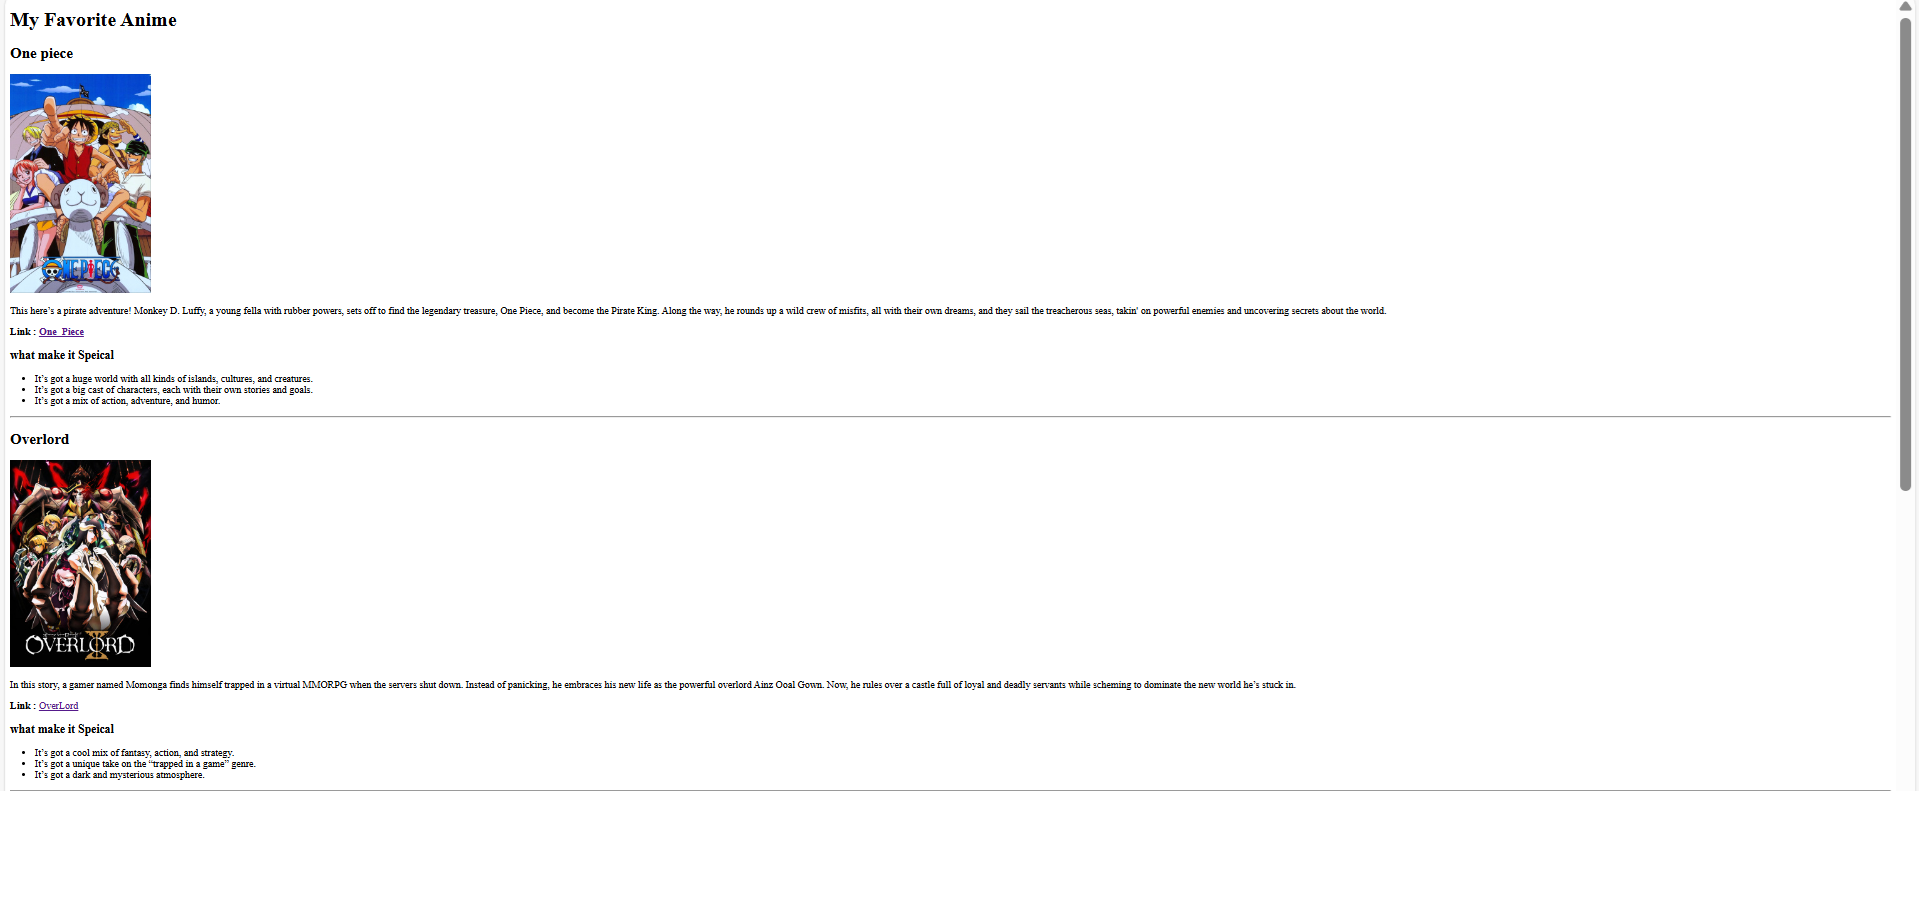 My Favorite Anime
One piece
ONE PIECE
This here's a pirate adventure! Monkey D. Luffy, a young fella with rubber powers, sets off to find the legendary treasure, One Piece, and become the Pirate King. Along the way, he rounds up a wild crew of misfits, all with their own dreams, and they sail the treacherous seas, takin' on powerful enemies and uncovering secrets about the world.
Link : One_Piece
what make it Speical
• It's got a huge world with all kinds of islands, cultures, and creatures.
• It's got a big cast of characters, each with their own stories and goals.
• It's got a mix of action, adventure, and humor.
Overlord
OVERLORD
In this story, a gamer named Momonga finds himself trapped in a virtual MMORPG when the servers shut down. Instead of panicking, he embraces his new life as the powerful overlord Ainz Ooal Gown. Now, he rules over a castle full of loyal and deadly servants while scheming to dominate the new world he's stuck in.
Link : OverLord
what make it Speical
• It's got a cool mix of fantasy, action, and strategy.
• It's got a unique take on the “trapped in a game” genre.
• It's got a dark and mysterious atmosphere.